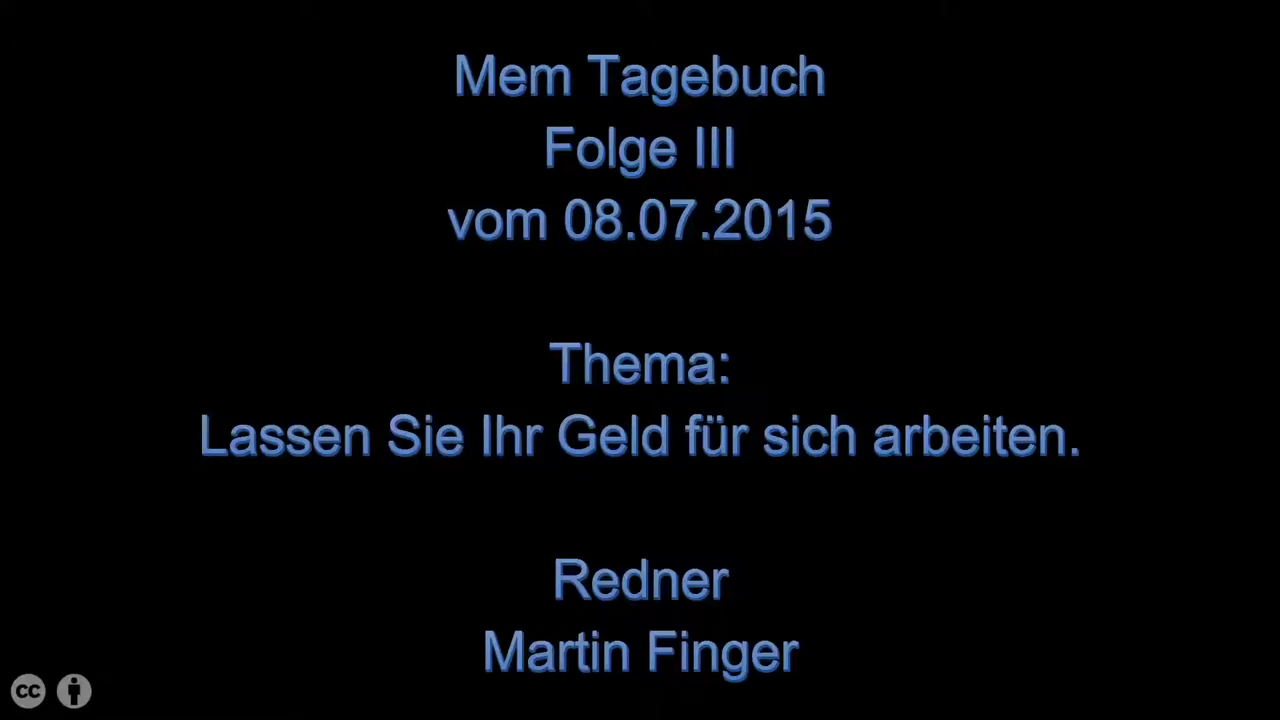 Mem Tagebuch
Folge III
vom 08.07.2015
Thema:
Lassen Sie Ihr Geld für sich arbeiten.
Redner
Martin Finger
cc